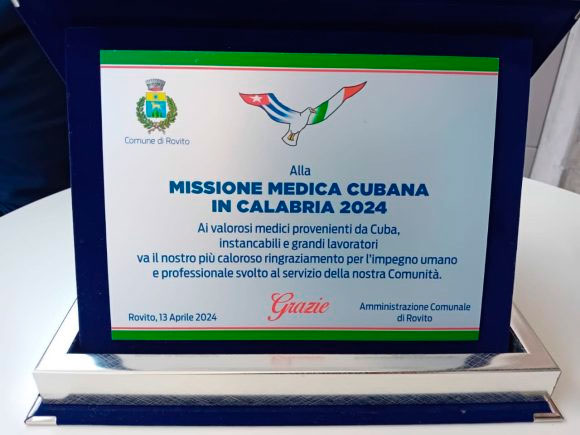 Comune di Rovito
Alla
MISSIONE MEDICA CUBANA
IN CALABRIA 2024
Ai valorosi medici provenienti da Cuba,
instancabili e grandi lavoratori
va il nostro più caloroso ringraziamento per l'impegno umano
e professionale svolto al servizio della nostra Comunità.
Grazie
Rovito, 13 Aprile 2024
Amministrazione Comunale
di Rovito